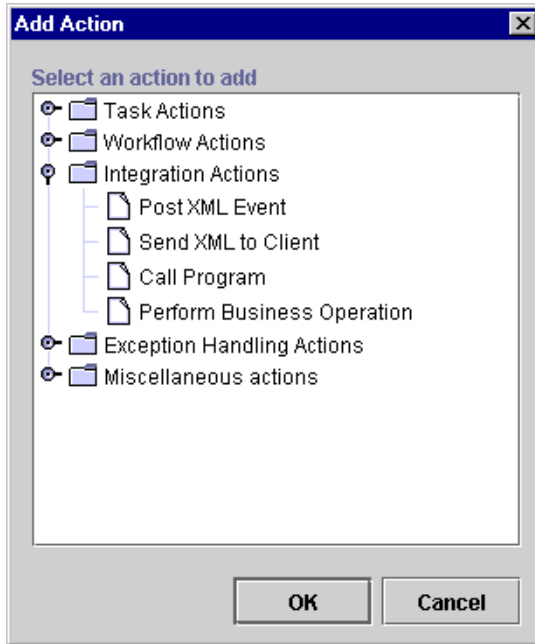 Add Action
Select an action to add
Task Actions
Workflow Actions
Integration Actions
Post XML Event
Send XML to Client
Call Program
Perform Business Operation
Exception Handling Actions
Miscellaneous actions
OK
Cancel